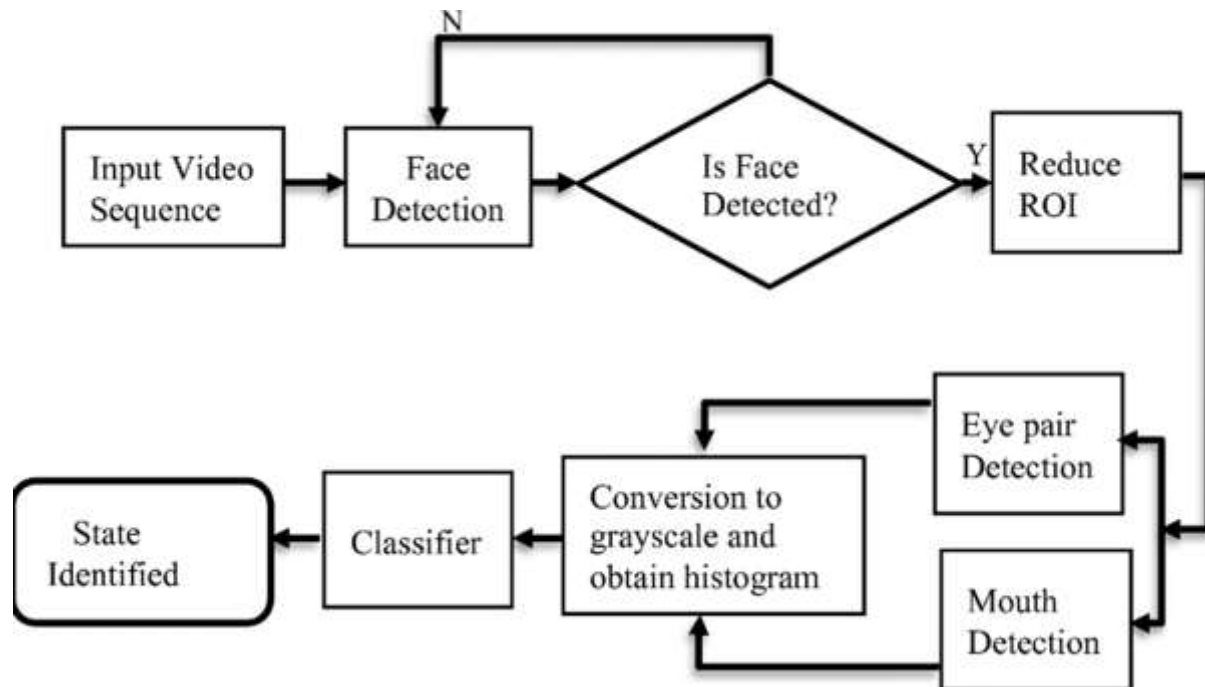 N
Input Video
Sequence
Face
Detection
Is Face
Detected?
Y
Reduce
ROI
Eye pair
Detection
Mouth
Detection
Conversion to
grayscale and
obtain histogram
Classifier
State
Identified